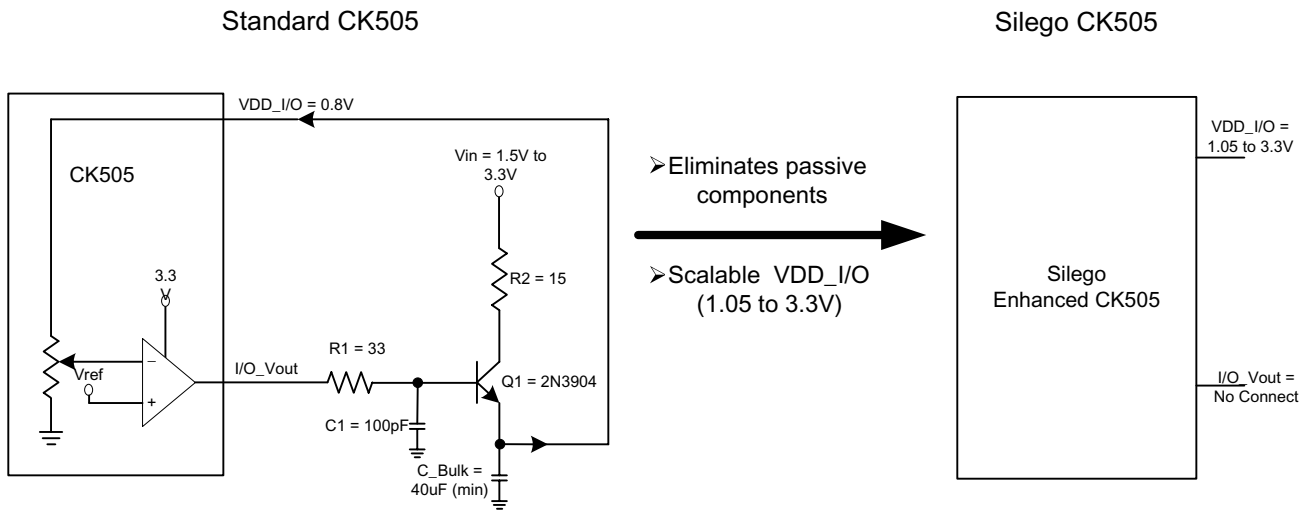 Standard CK505
Silego CK505
VDD_I/O = 0.8V
CK505
Vin = 1.5V to
3.3V
R2 = 15
3.3
V
Vref
−
+
I/O_Vout
R1 = 33
Q1 = 2N3904
C1 = 100pF
C_Bulk =
40uF (min)
➢Eliminates passive
components
➢Scalable VDD_I/O
(1.05 to 3.3V)
VDD_I/O =
1.05 to 3.3V
Silego
Enhanced CK505
I/O_Vout =
No Connect